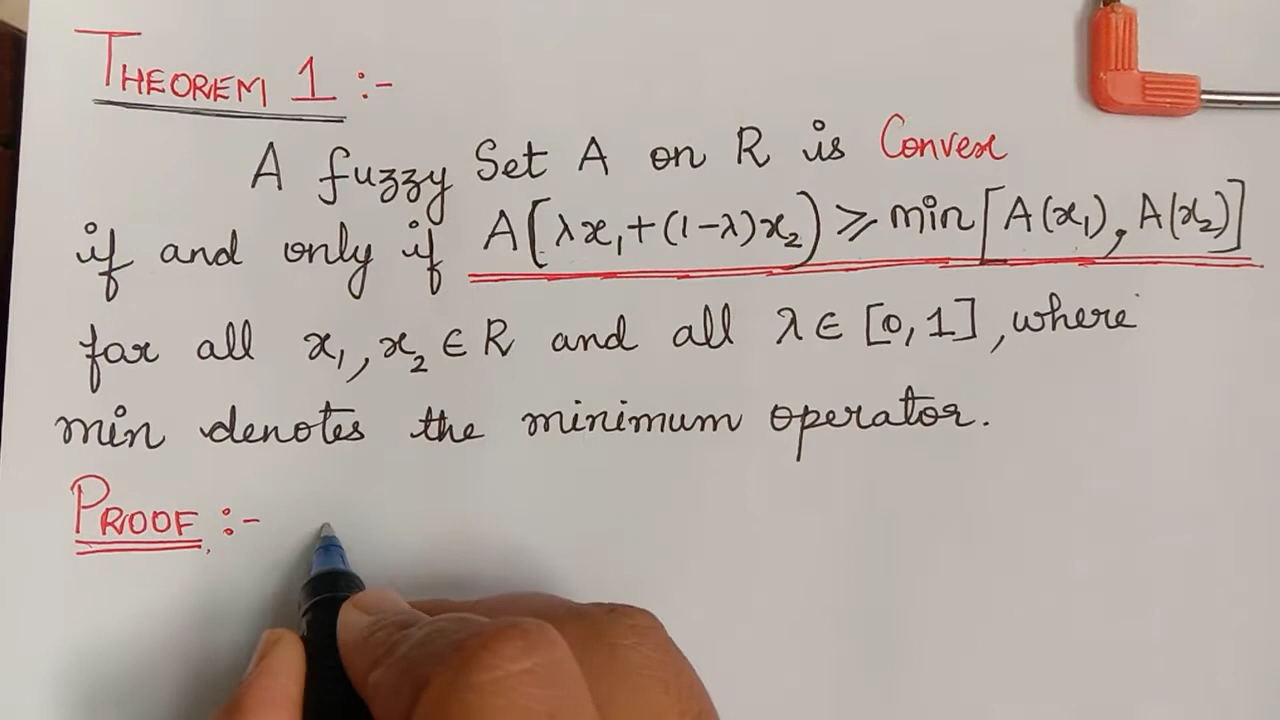 THEOREM 1 :-
A fuzzy Set A on R is Convex
if and only if A[λx₁+(1-λ)x₂) ⩾ min[A(x₁), A(x₂)]
for all x₁, x₂ ∈ R and all λ ∈ [0, 1], where
min denotes the minimum operator.
PROOF :-